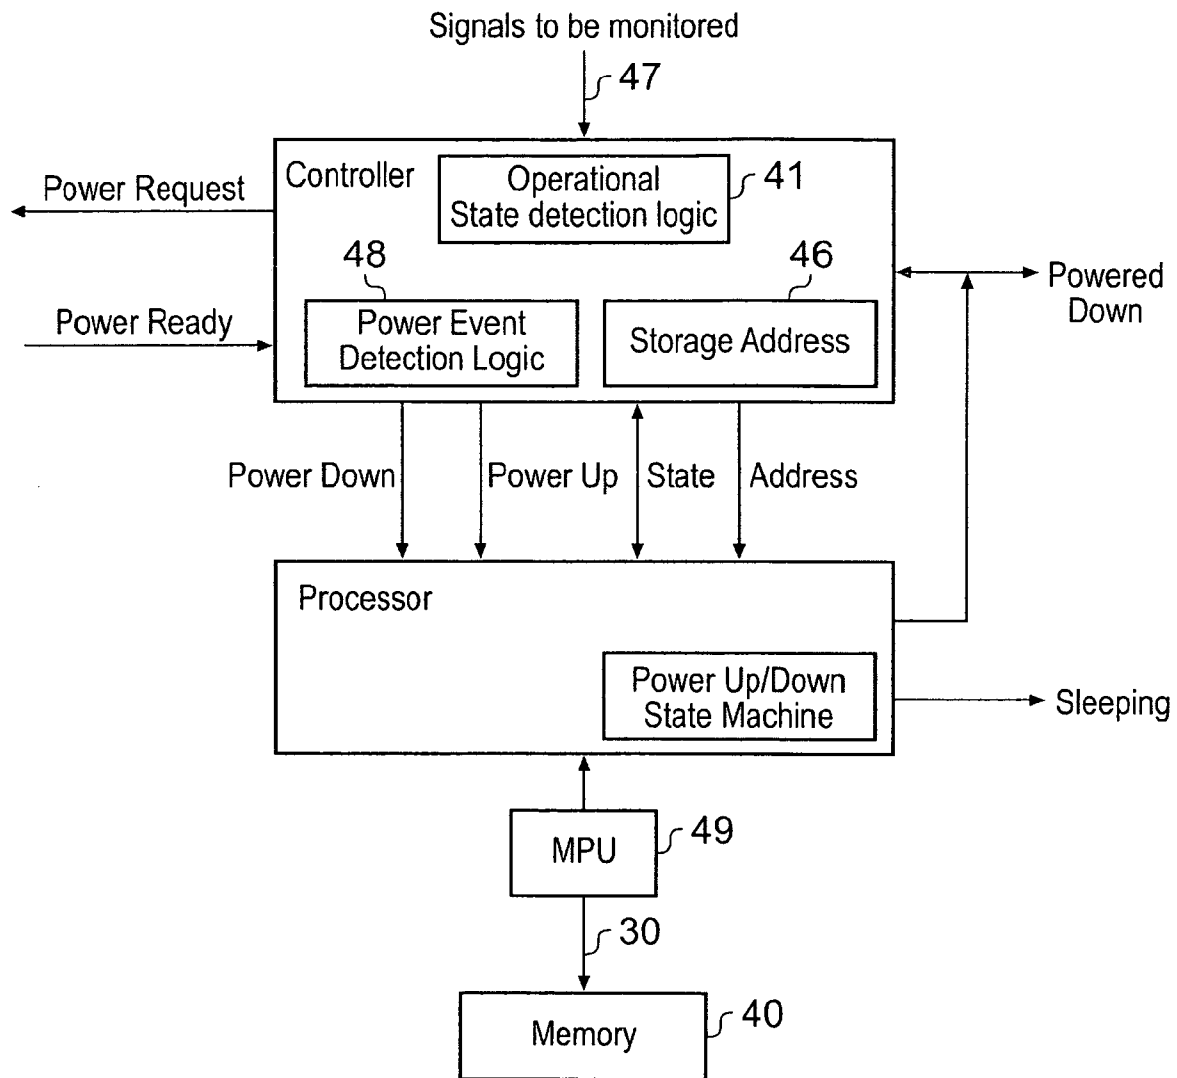 Signals to be monitored
47
Controller
Operational
State detection logic
41
Power Request
48
46
Power Ready
Power Event
Detection Logic
Storage Address
Powered
Down
Power Down
Power Up
State
Address
Processor
Power Up/Down
State Machine
Sleeping
MPU
49
30
Memory
40